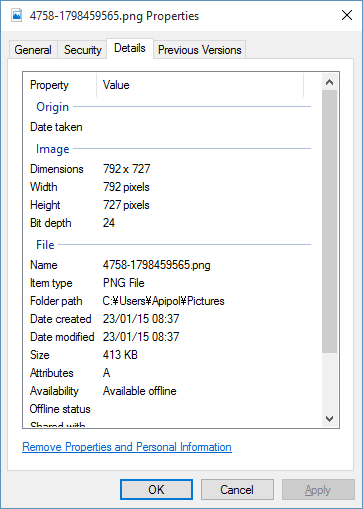 4758-1798459565.png Properties
General Security Details Previous Versions
Property Value
Origin
Date taken
Image
Dimensions 792 x 727
Width 792 pixels
Height 727 pixels
Bit depth 24
File
Name 4758-1798459565.png
Item type PNG File
Folder path C:¥Users¥Apipol¥Pictures
Date created 23/01/15 08:37
Date modified 23/01/15 08:37
Size 413 KB
Attributes A
Availability Available offline
Offline status
Shared with
Remove Properties and Personal Information
OK Cancel Apply